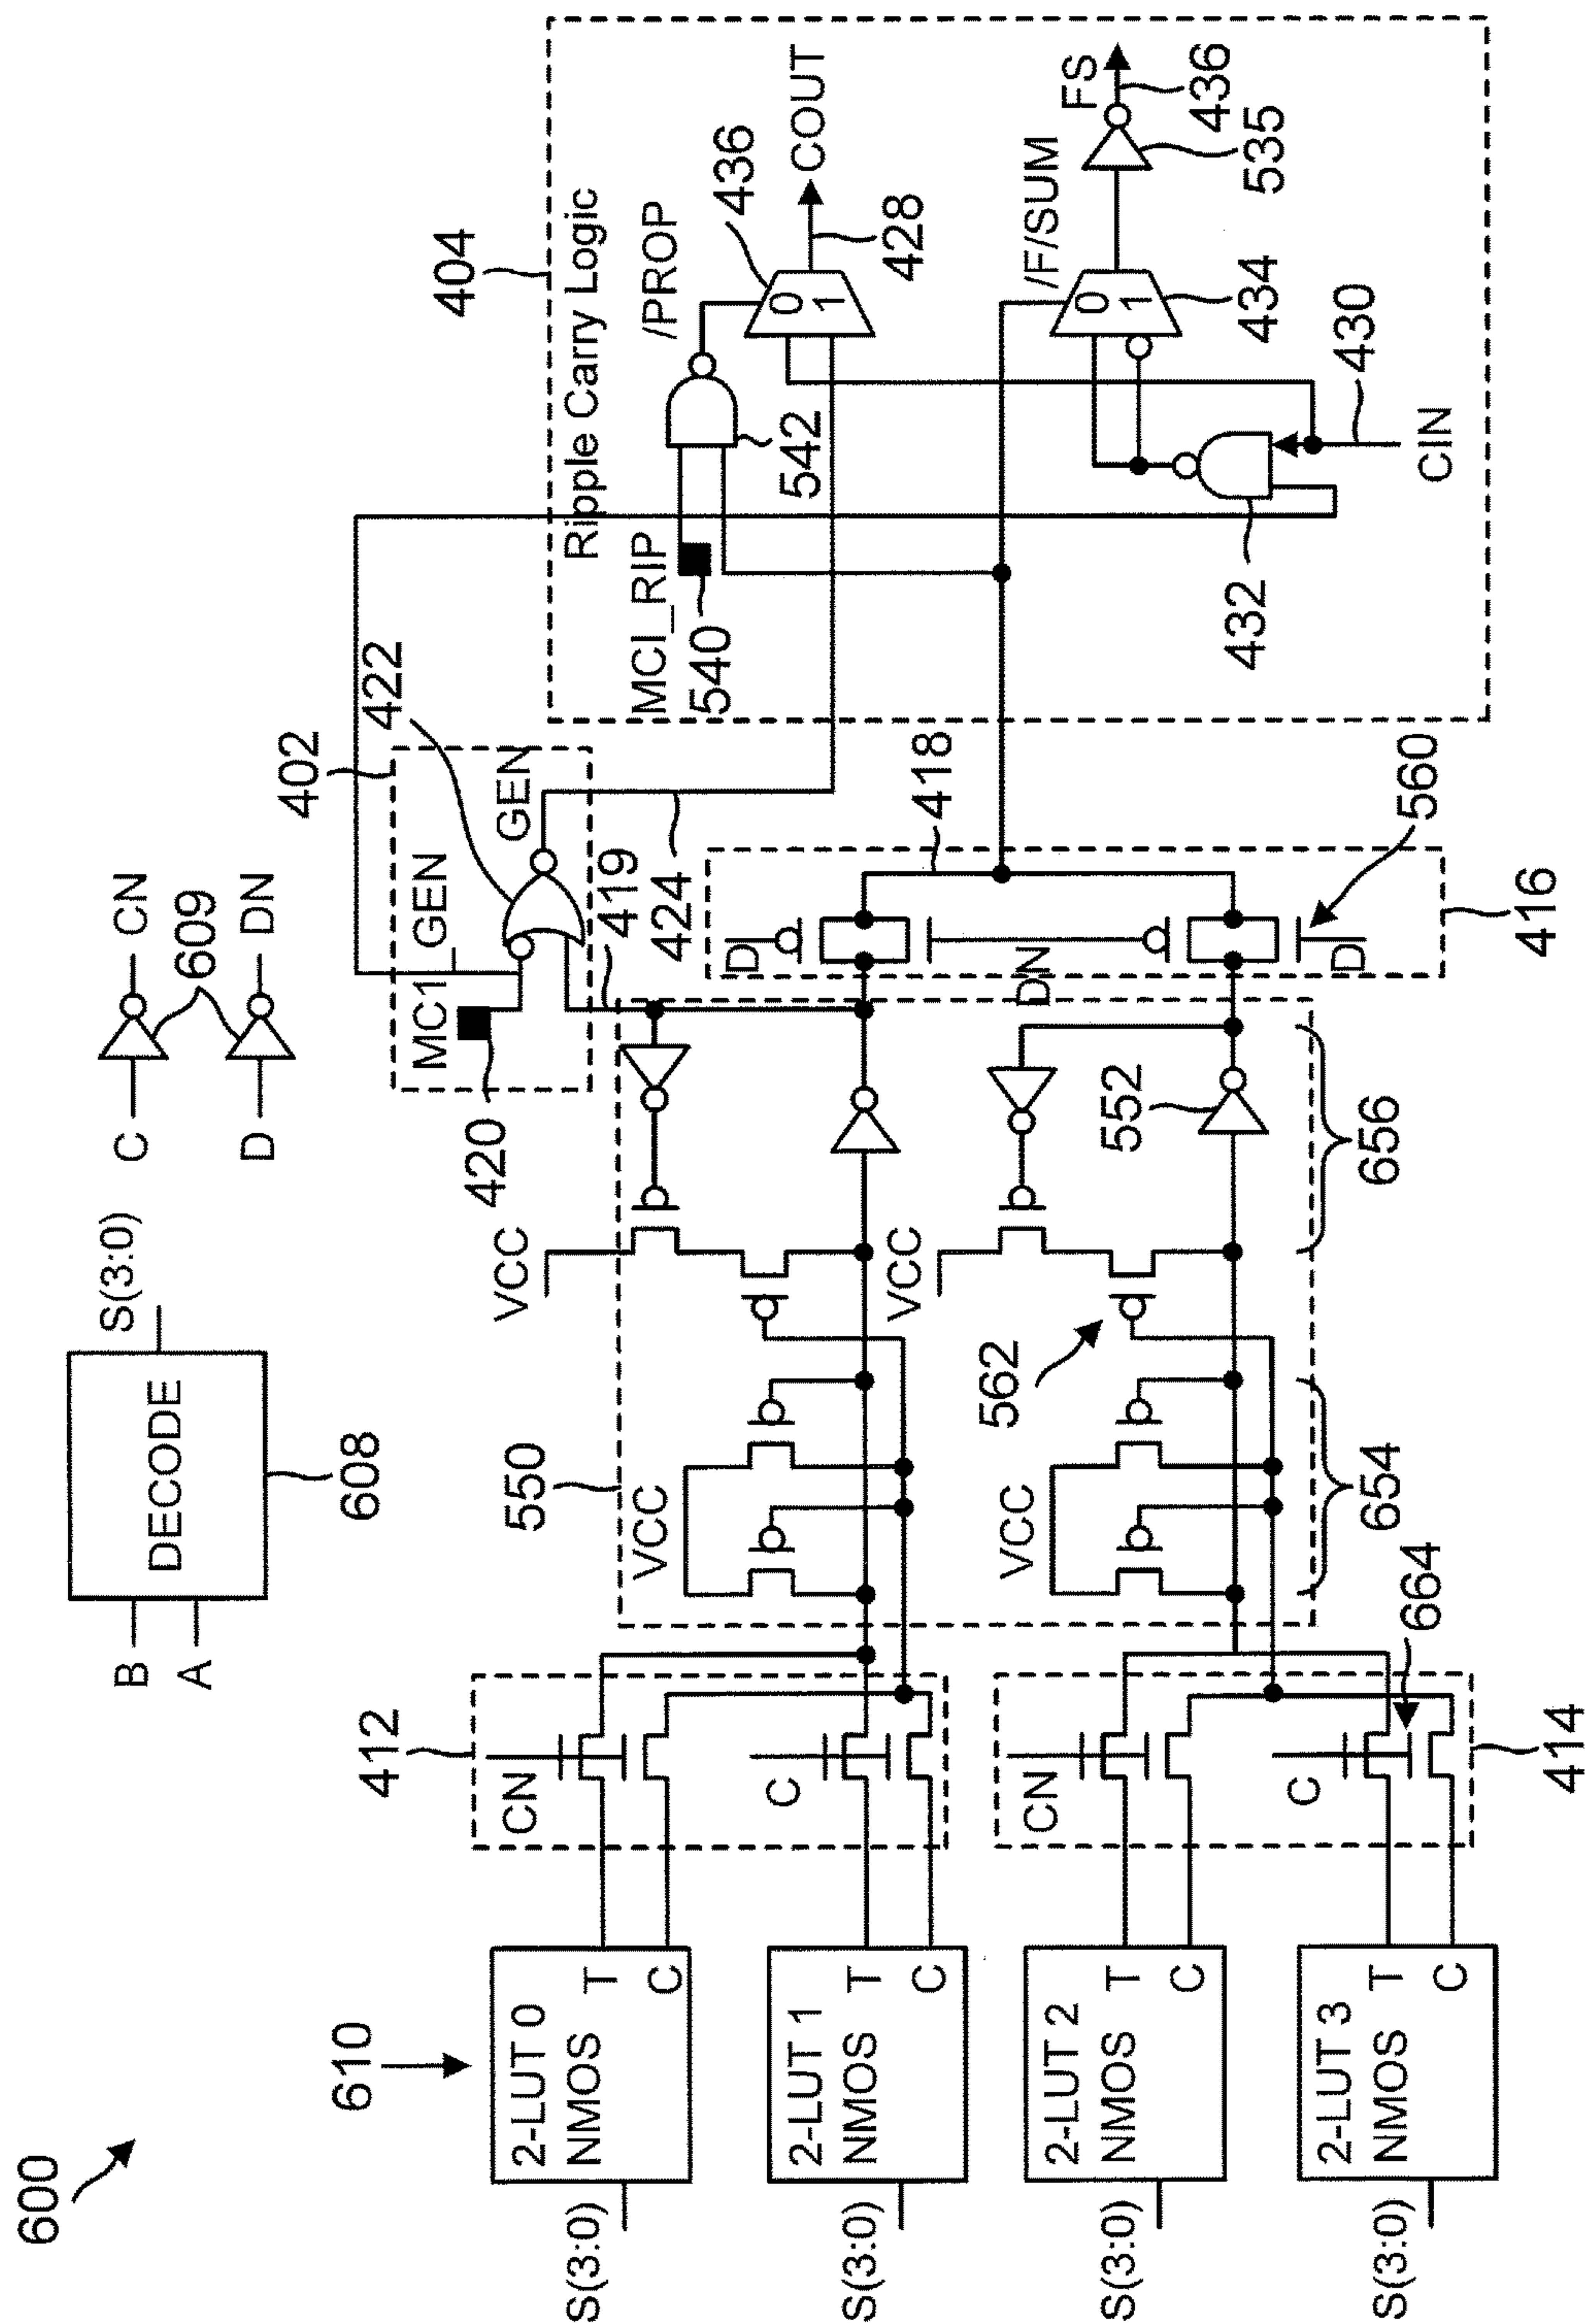 600
610
S(3:0)
2-LUT 0
NMOS
T
C
S(3:0)
2-LUT 1
NMOS
T
C
S(3:0)
2-LUT 2
NMOS
T
C
S(3:0)
2-LUT 3
NMOS
T
C
B
A
DECODE
608
S(3:0)
C
CN
609
D
DN
412
CN
C
CN
C
664
414
550
VCC
VCC
654
VCC
VCC
562
552
656
402
MC1_GEN
420
GEN
422
419
424
D
DN
D
418
560
416
404
Ripple Carry Logic
MCI_RIP
540
542
/PROP
436
COUT
428
432
CIN
430
434
/F/SUM
535
FS
436